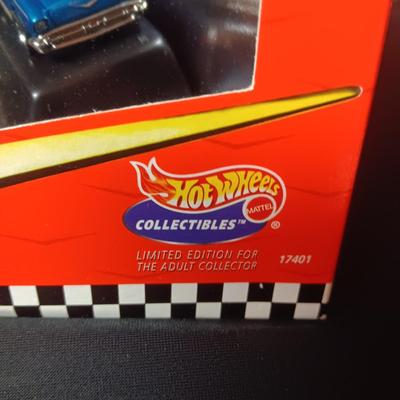 Hot Wheels
MATTEL
COLLECTIBLES™ ®
LIMITED EDITION FOR
THE ADULT COLLECTOR
17401